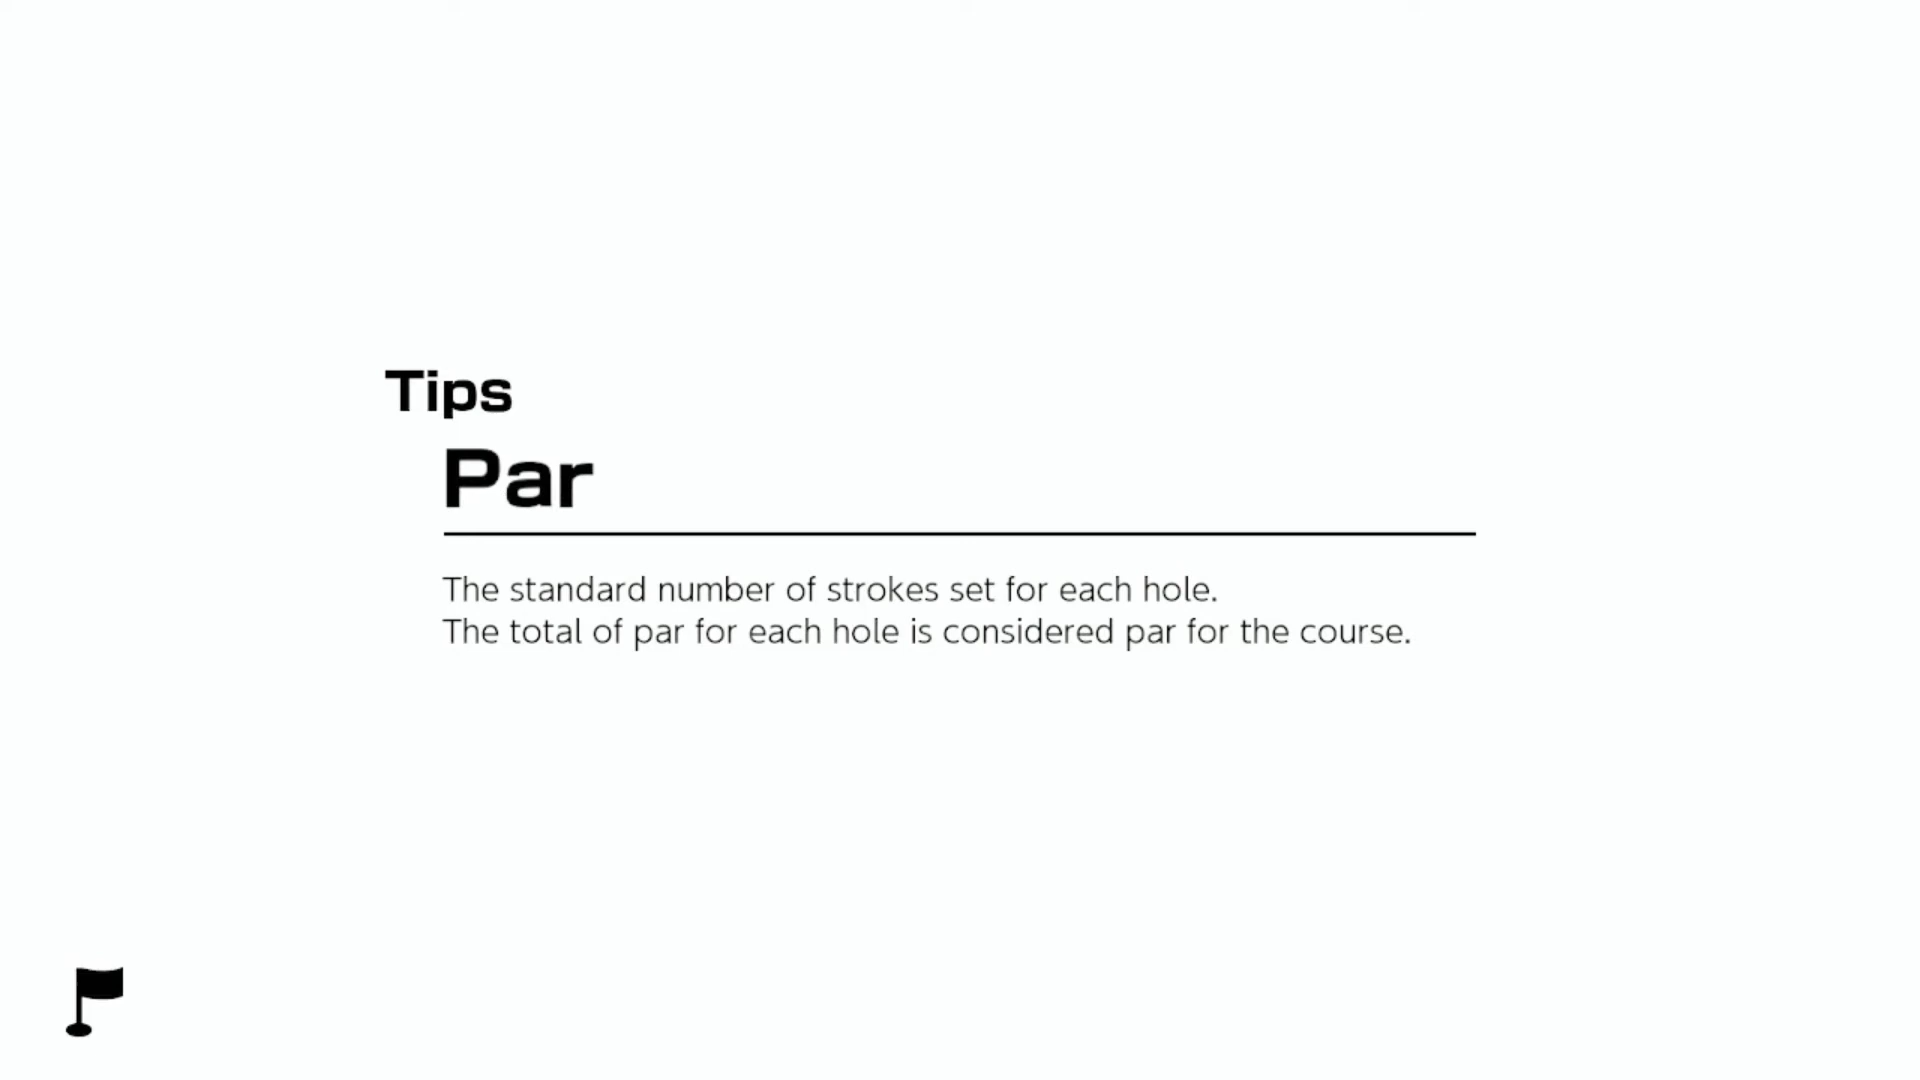 Tips
Par
The standard number of strokes set for each hole.
The total of par for each hole is considered par for the course.